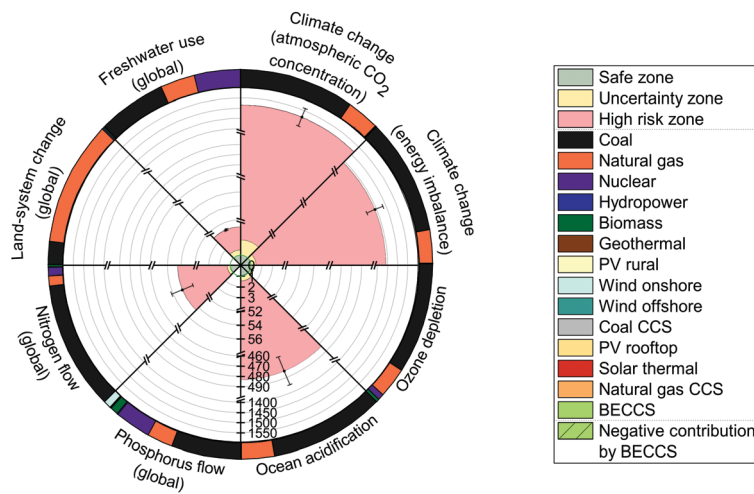 Climate change
(atmospheric CO2
concentration)
Climate change
(energy imbalance)
Ozone depletion
Ocean acidification
Phosphorus flow
(global)
Nitrogen flow
(global)
Land-system change
(global)
Freshwater use
(global)
0
1
2
3
52
54
56
460
470
480
490
1400
1450
1500
1550
Safe zone
Uncertainty zone
High risk zone
Coal
Natural gas
Nuclear
Hydropower
Biomass
Geothermal
PV rural
Wind onshore
Wind offshore
Coal CCS
PV rooftop
Solar thermal
Natural gas CCS
BECCS
Negative contribution
by BECCS